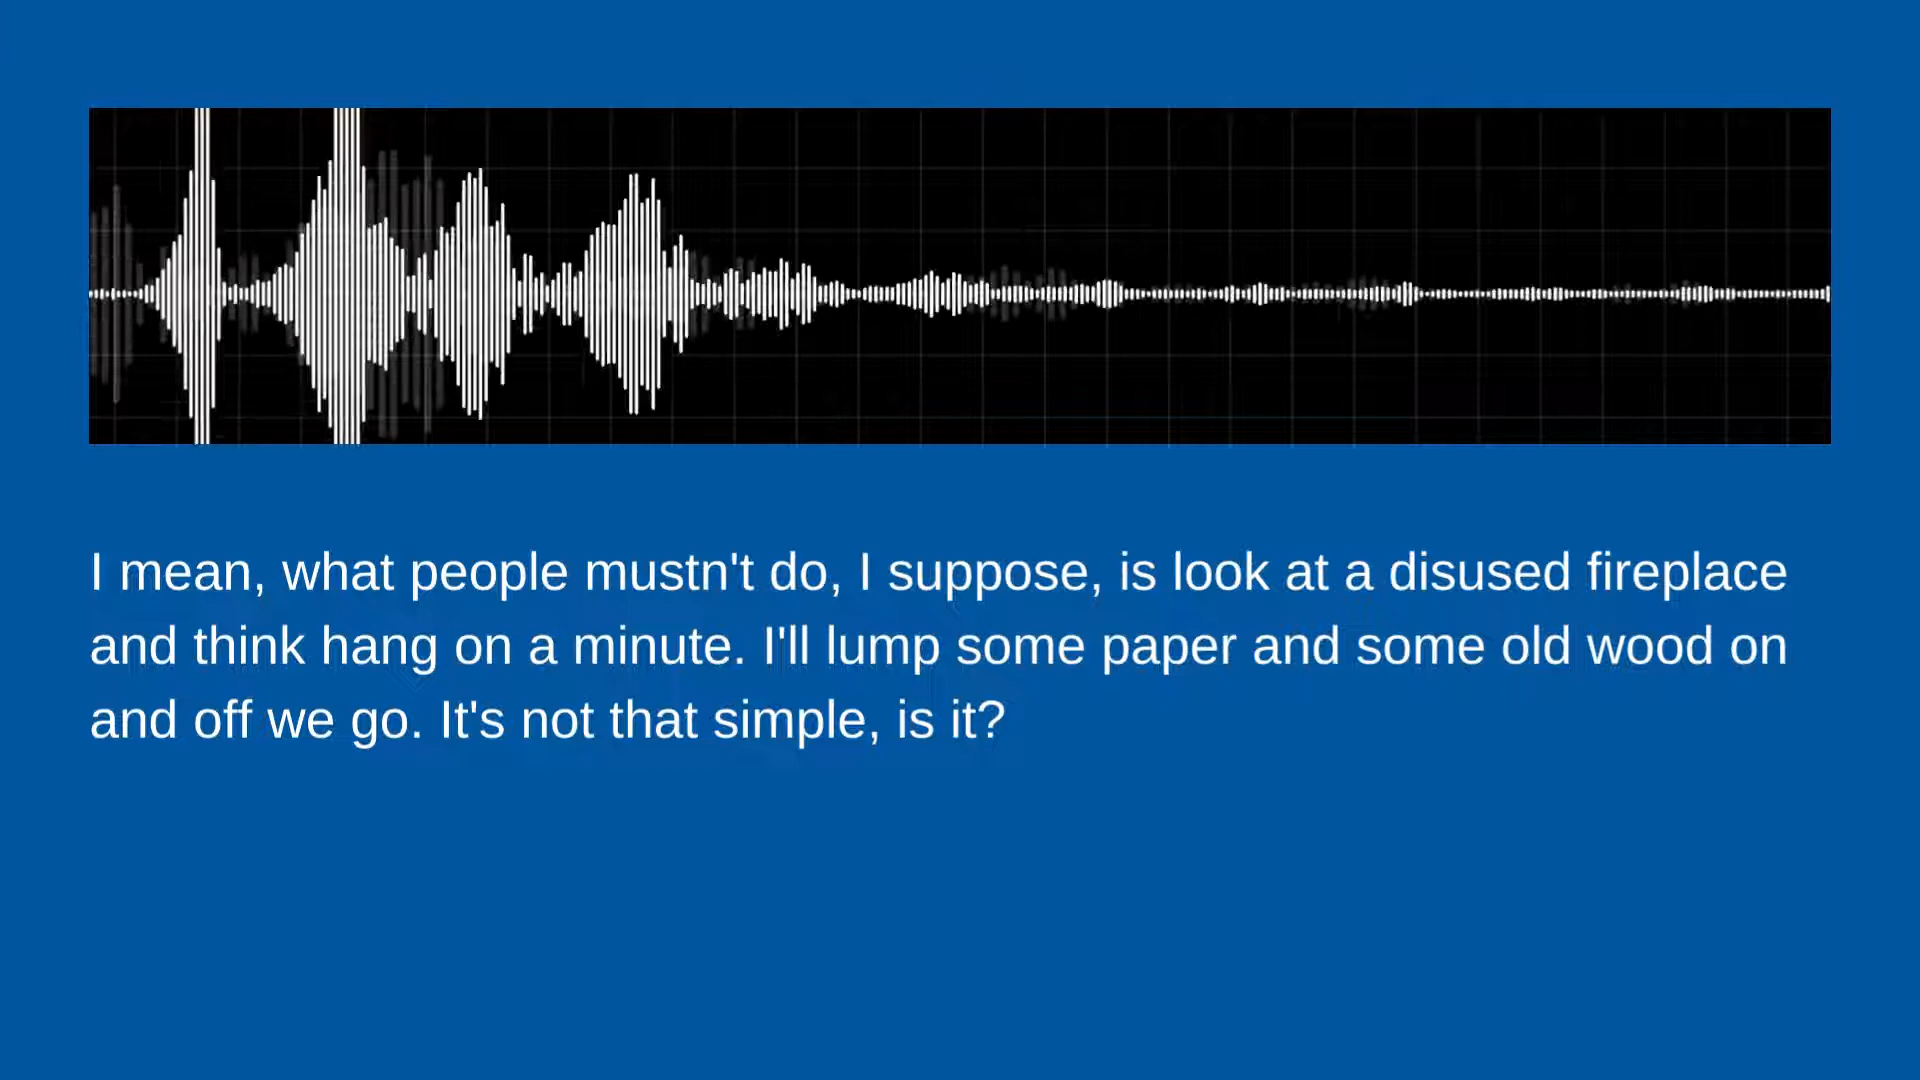 I mean, what people mustn't do, I suppose, is look at a disused fireplace
and think hang on a minute. I'll lump some paper and some old wood on
and off we go. It's not that simple, is it?